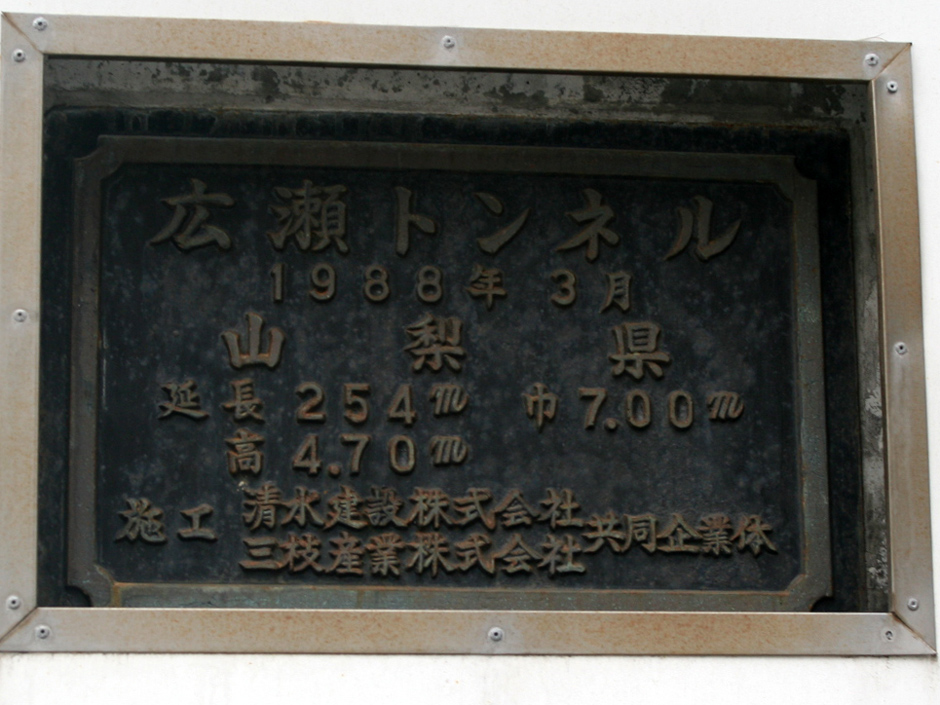 広瀬トンネル
1988年 3月
山梨県
延長 254m 巾7.00m
高 4.70m
施工 清水建設株式会社
三枝産業株式会社
共同企業体